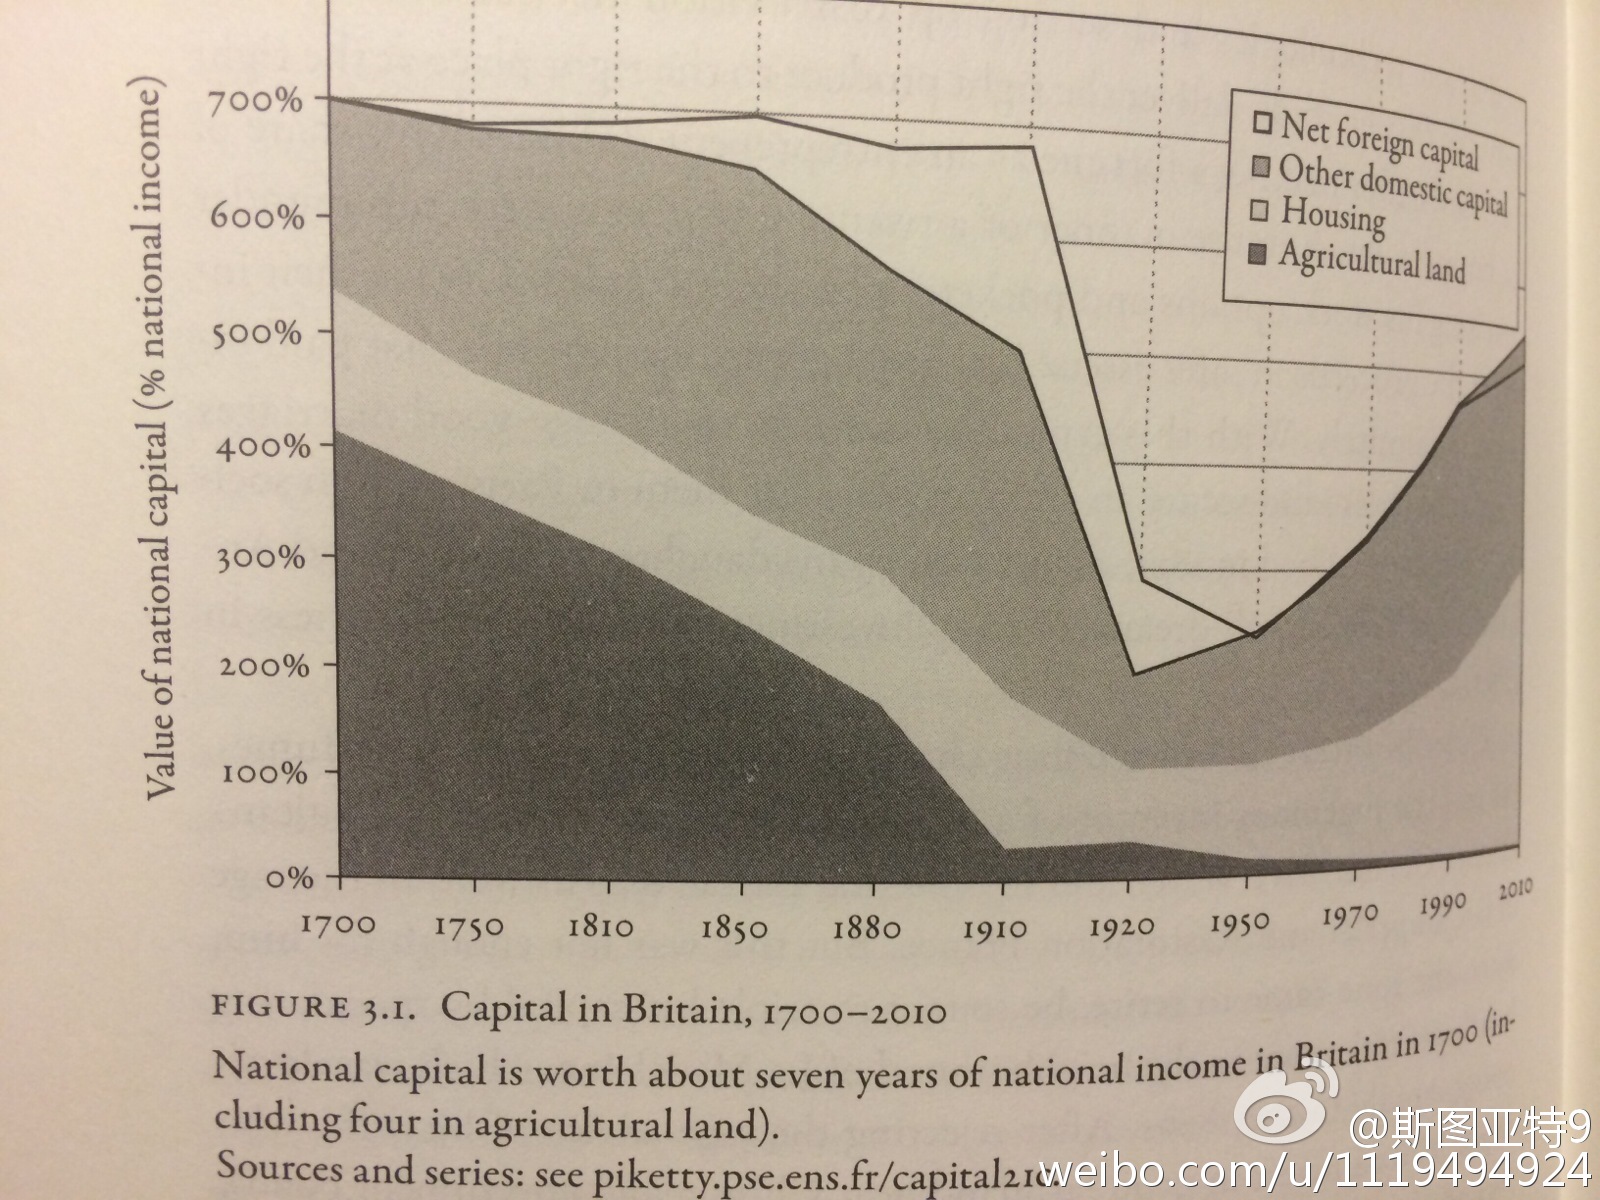 Value of national capital (% national income)
700%
600%
500%
400%
300%
200%
100%
0%
Net foreign capital
Other domestic capital
Housing
Agricultural land
1700 1750 1810 1850 1880 1910 1920 1950 1970 1990 2010
FIGURE 3.1. Capital in Britain, 1700–2010
National capital is worth about seven years of national income in Britain in 1700 (in-
cluding four in agricultural land).
Sources and series: see piketty.pse.ens.fr/capital21c.
@斯图亚特9
weibo.com/u/1119494924